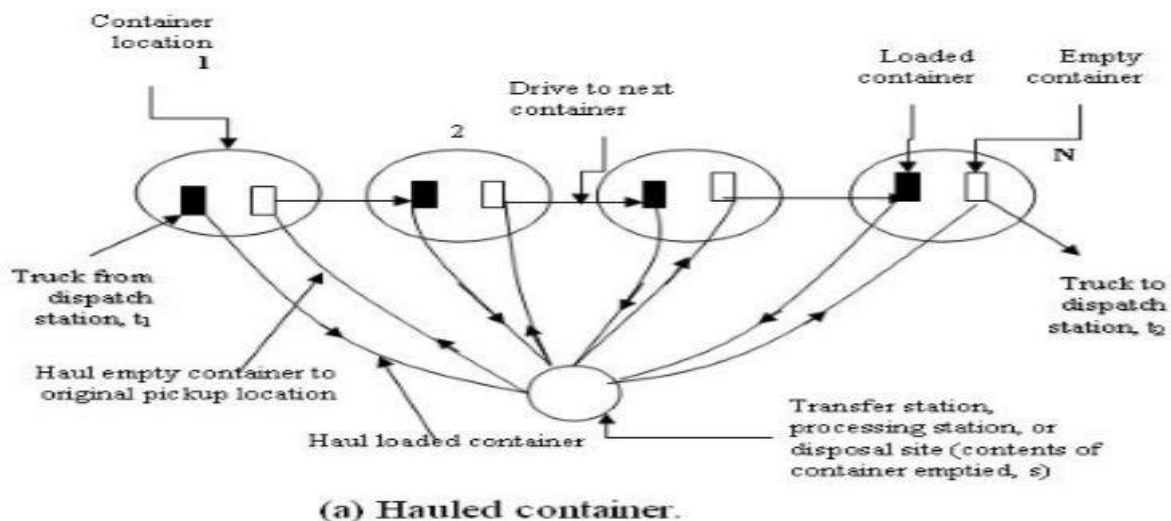 Container
location
1
Loaded
container
Empty
container
Drive to next
container
2
N
Truck from
dispatch
station, t₁
Truck to
dispatch
station, t₂
Haul empty container to
original pickup location
Haul loaded container
Transfer station,
processing station, or
disposal site (contents of
container emptied, s)
(a) Hauled container.